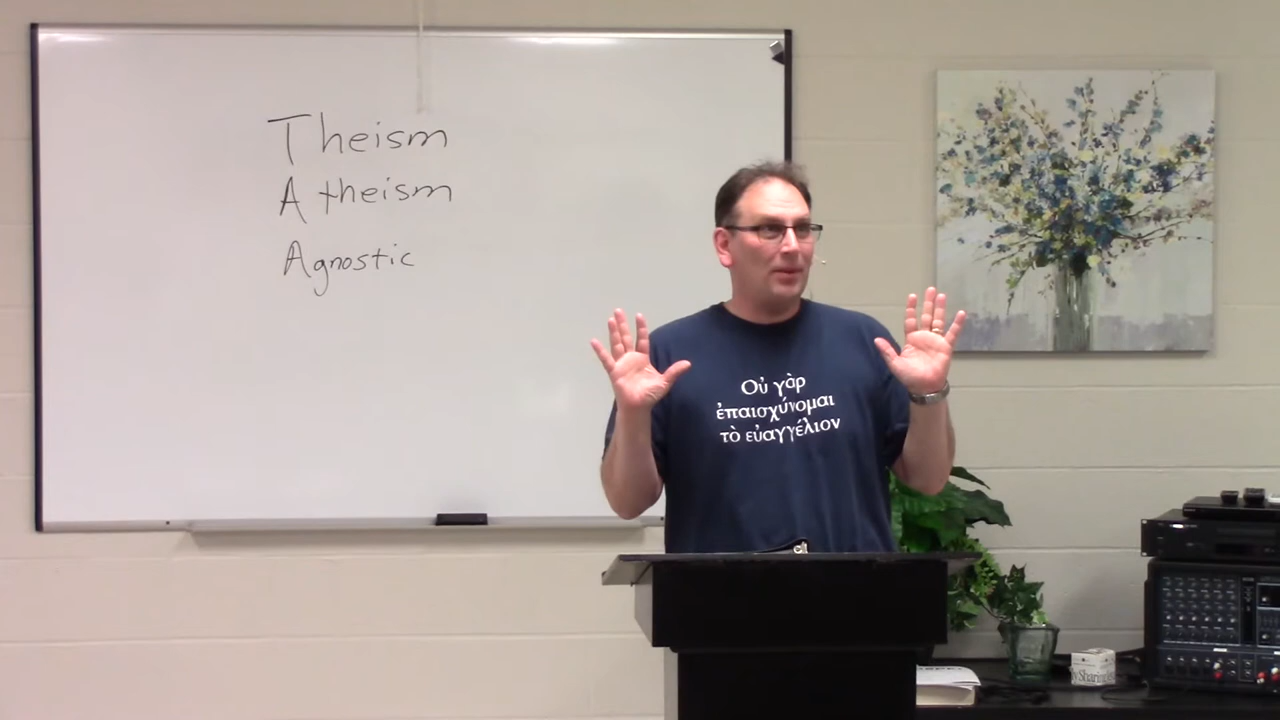 Theism
Atheism
Agnostic
Οὐ γὰρ
ἐπαισχύνομαι
τὸ εὐαγγέλιον